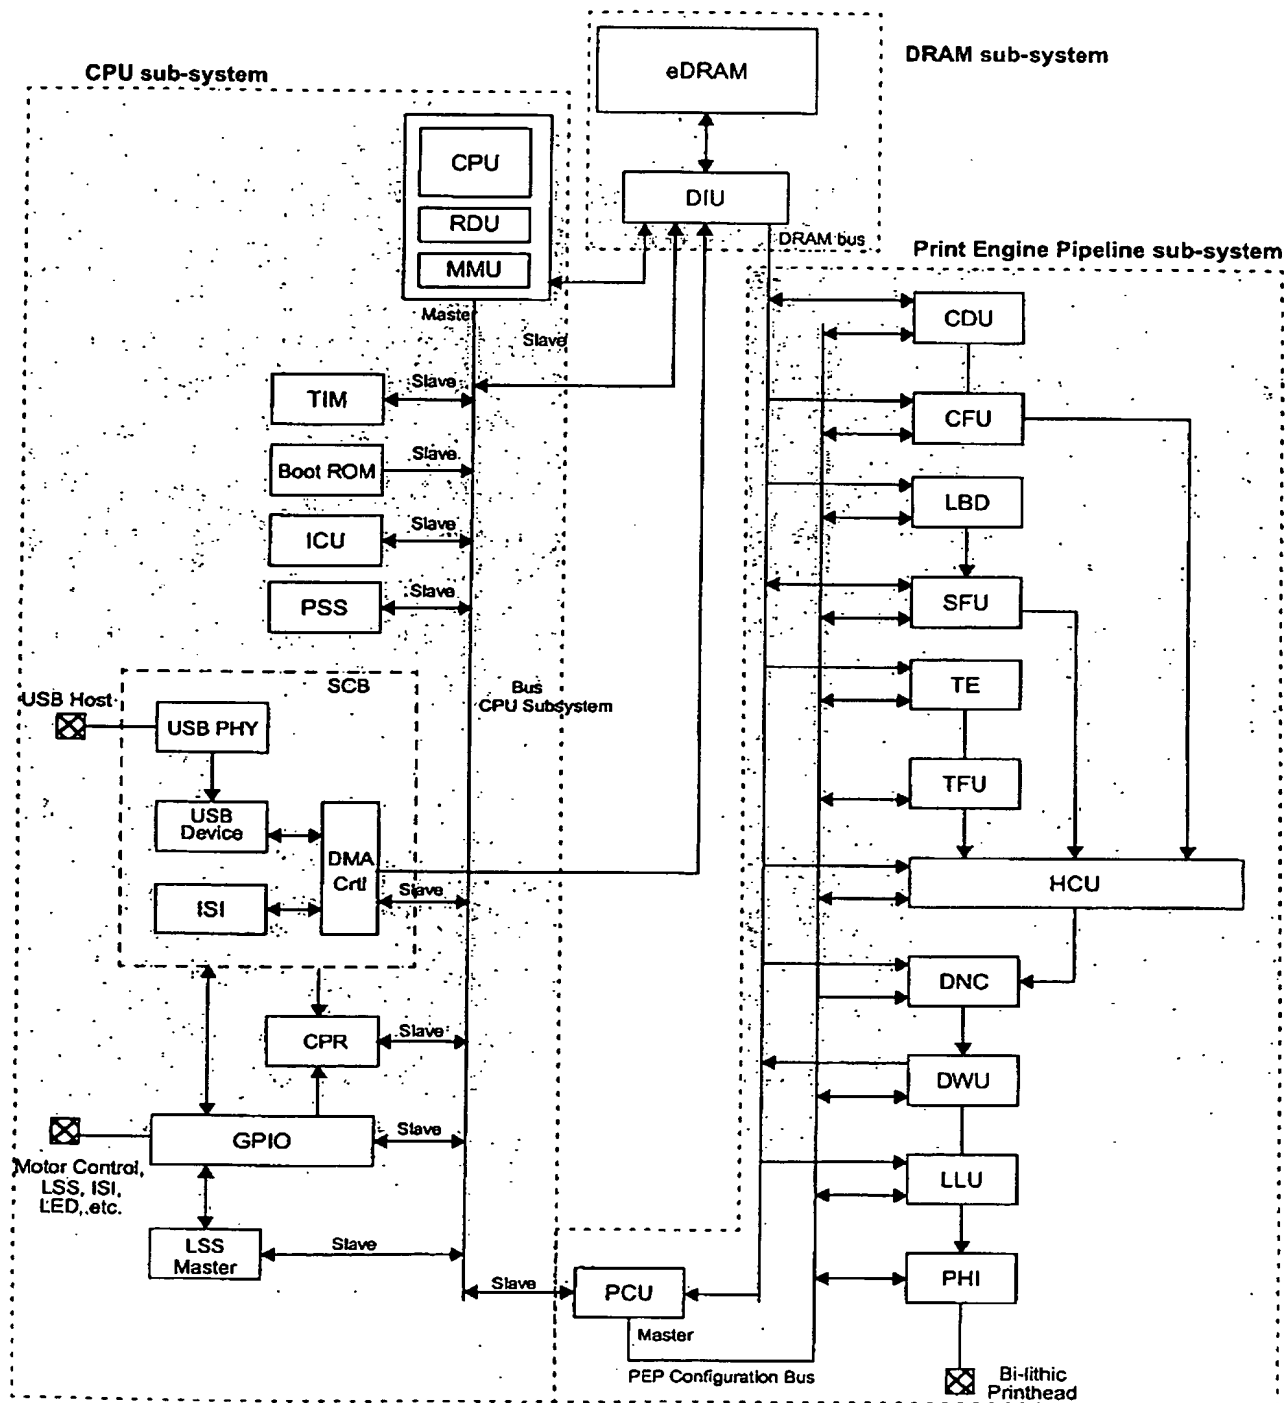 CPU sub-system
DRAM sub-system
eDRAM
CPU
RDU
MMU
DIU
DRAM bus
Print Engine Pipeline sub-system
Master
Slave
TIM
Slave
Boot ROM
Slave
ICU
Slave
PSS
Slave
CDU
CFU
LBD
SFU
TE
TFU
HCU
DNC
DWU
LLU
PHI
SCB
Bus
CPU Subsystem
USB Host
USB PHY
USB
Device
DMA
Crtl
Slave
ISI
CPR
Slave
GPIO
Slave
Motor Control,
LSS, ISI,
LED, etc.
LSS
Master
Slave
Slave
PCU
Master
PEP Configuration Bus
Bi-lithic
Printhead